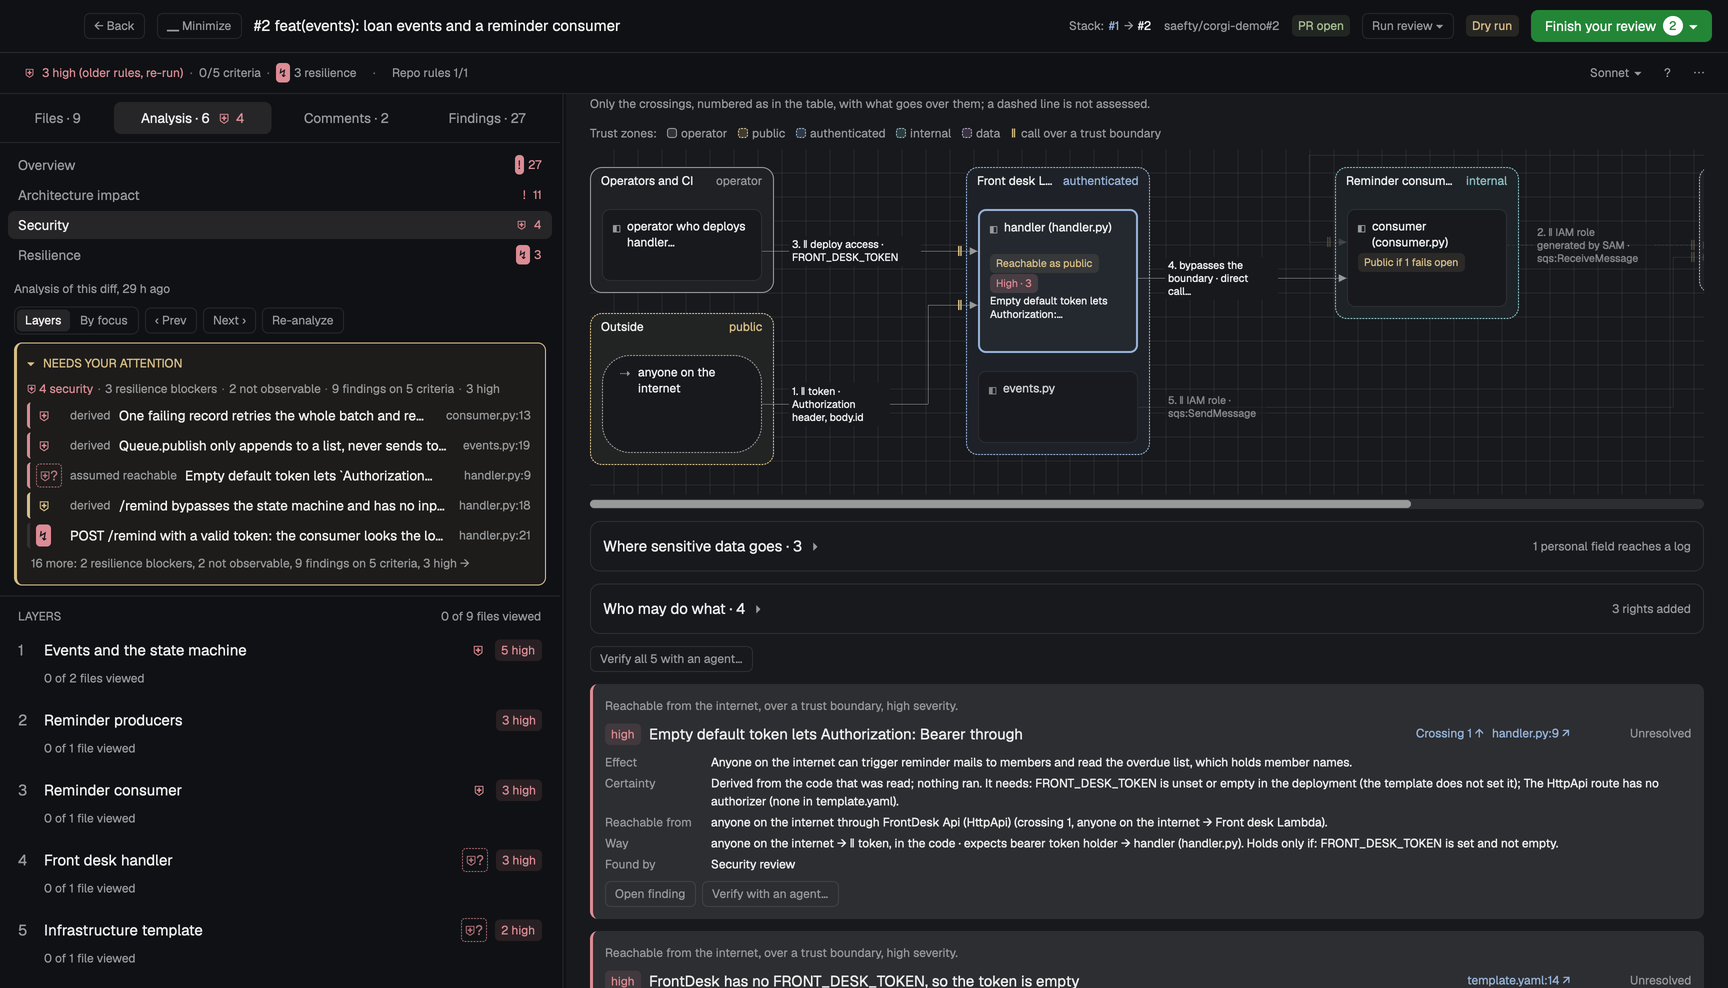 ← Back
Minimize
#2 feat(events): loan events and a reminder consumer
Stack: #1 → #2
saefty/corgi-demo#2
PR open
Run review
Dry run
Finish your review 2
3 high (older rules, re-run) · 0/5 criteria · 3 resilience · Repo rules 1/1
Sonnet
?
···
Files · 9
Analysis · 6 4
Comments · 2
Findings · 27
Overview ! 27
Architecture impact ! 11
Security 4
Resilience 3
Analysis of this diff, 29 h ago
Layers
By focus
‹ Prev
Next ›
Re-analyze
NEEDS YOUR ATTENTION
4 security · 3 resilience blockers · 2 not observable · 9 findings on 5 criteria · 3 high
derived One failing record retries the whole batch and re... consumer.py:13
derived Queue.publish only appends to a list, never sends to... events.py:19
? assumed reachable Empty default token lets `Authorization... handler.py:9
derived /remind bypasses the state machine and has no inp... handler.py:18
POST /remind with a valid token: the consumer looks the lo... handler.py:21
16 more: 2 resilience blockers, 2 not observable, 9 findings on 5 criteria, 3 high →
LAYERS 0 of 9 files viewed
1 Events and the state machine 5 high
0 of 2 files viewed
2 Reminder producers 3 high
0 of 1 file viewed
3 Reminder consumer 3 high
0 of 1 file viewed
4 Front desk handler ? 3 high
0 of 1 file viewed
5 Infrastructure template ? 2 high
0 of 1 file viewed
Only the crossings, numbered as in the table, with what goes over them; a dashed line is not assessed.
Trust zones: operator public authenticated internal data call over a trust boundary
Operators and CI operator
operator who deploys
handler...
3. ‖ deploy access ·
FRONT_DESK_TOKEN
Outside public
→ anyone on the
internet
1. ‖ token ·
Authorization
header, body.id
Front desk L... authenticated
handler (handler.py)
Reachable as public
High · 3
Empty default token lets
Authorization:...
events.py
4. bypasses the
boundary · direct
call...
5. ‖ IAM role ·
sqs:SendMessage
Reminder consum... internal
consumer
(consumer.py)
Public if 1 fails open
2. ‖ IAM role
generated by SAM ·
sqs:ReceiveMessage
Where sensitive data goes · 3 1 personal field reaches a log
Who may do what · 4 3 rights added
Verify all 5 with an agent...
Reachable from the internet, over a trust boundary, high severity.
high Empty default token lets Authorization: Bearer through Crossing 1 ↑ handler.py:9 ↗ Unresolved
Effect Anyone on the internet can trigger reminder mails to members and read the overdue list, which holds member names.
Certainty Derived from the code that was read; nothing ran. It needs: FRONT_DESK_TOKEN is unset or empty in the deployment (the template does not set it); The HttpApi route has no
authorizer (none in template.yaml).
Reachable from anyone on the internet through FrontDesk Api (HttpApi) (crossing 1, anyone on the internet → Front desk Lambda).
Way anyone on the internet → ‖ token, in the code · expects bearer token holder → handler (handler.py). Holds only if: FRONT_DESK_TOKEN is set and not empty.
Found by Security review
Open finding
Verify with an agent...
Reachable from the internet, over a trust boundary, high severity.
high FrontDesk has no FRONT_DESK_TOKEN, so the token is empty template.yaml:14 ↗ Unresolved